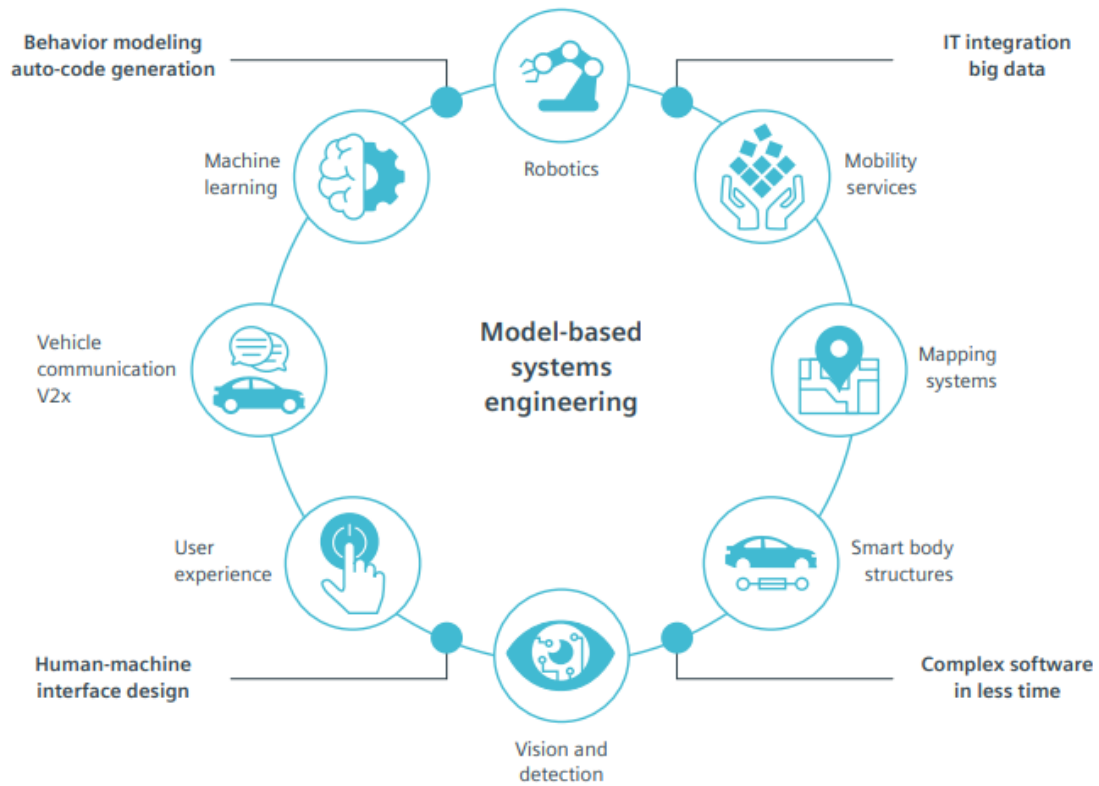 Behavior modeling
auto-code generation
IT integration
big data
Robotics
Machine
learning
Mobility
services
Vehicle
communication
V2x
Model-based
systems
engineering
Mapping
systems
User
experience
Smart body
structures
Human-machine
interface design
Complex software
in less time
Vision and
detection